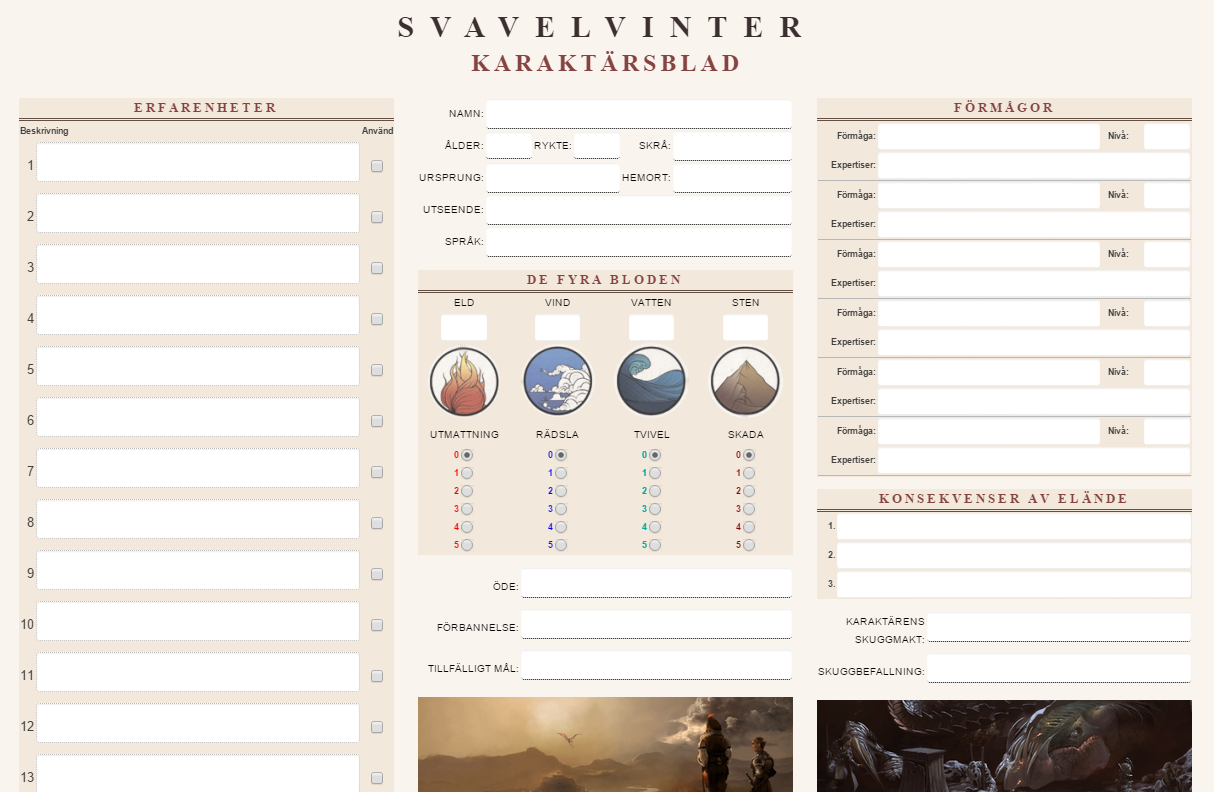 SVAVELVINTER
KARAKTÄRSBLAD
ERFARENHETER
Beskrivning Använd
1
2
3
4
5
6
7
8
9
10
11
12
13
NAMN:
ÅLDER: RYKTE: SKRÅ:
URSPRUNG: HEMORT:
UTSEENDE:
SPRÅK:
DE FYRA BLODEN
ELD VIND VATTEN STEN
UTMATTNING RÄDSLA TVIVEL SKADA
0 0 0 0
1 1 1 1
2 2 2 2
3 3 3 3
4 4 4 4
5 5 5 5
ÖDE:
FÖRBANNELSE:
TILLFÄLLIGT MÅL:
FÖRMÅGOR
Förmåga: Nivå:
Expertiser:
Förmåga: Nivå:
Expertiser:
Förmåga: Nivå:
Expertiser:
Förmåga: Nivå:
Expertiser:
Förmåga: Nivå:
Expertiser:
Förmåga: Nivå:
Expertiser:
KONSEKVENSER AV ELÄNDE
1.
2.
3.
KARAKTÄRENS
SKUGGMAKT:
SKUGGBEFALLNING: